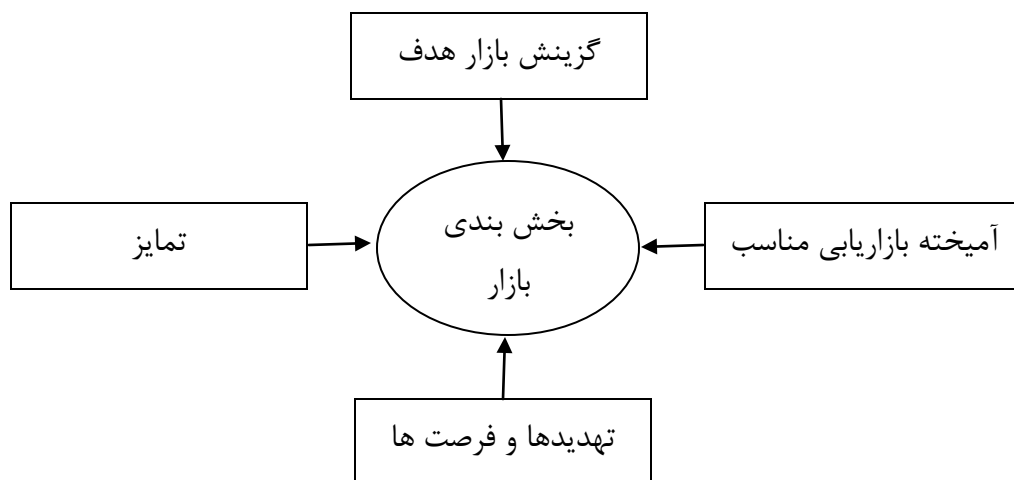 گزینش بازار هدف
بخش بندی
بازار
آمیخته بازاریابی مناسب
تمایز
تهدیدها و فرصت ها